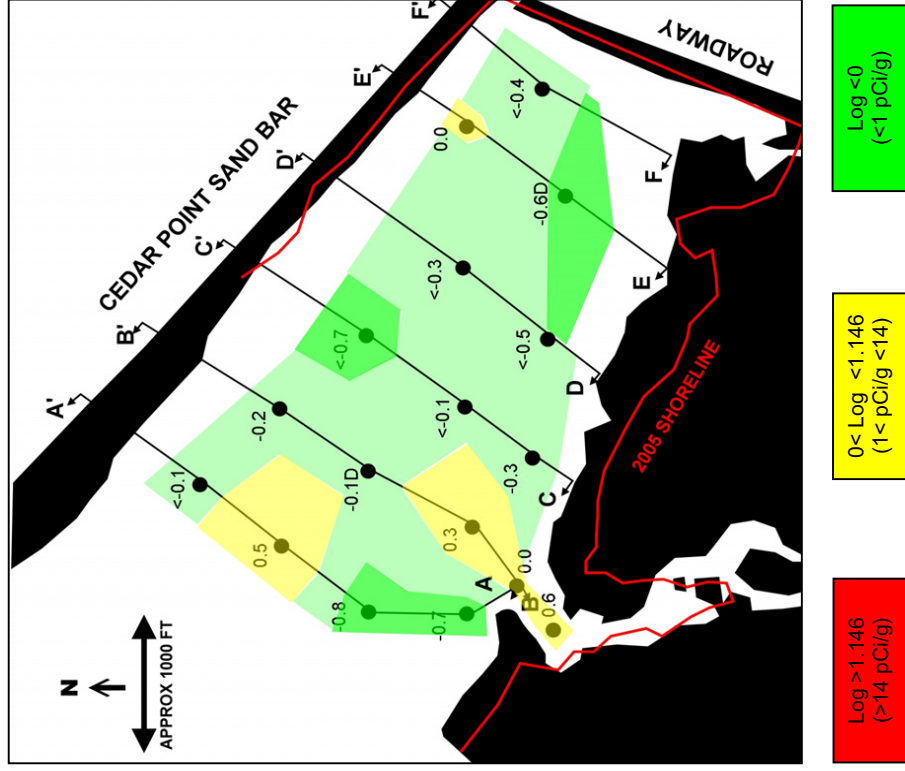 CEDAR POINT SAND BAR
ROADWAY
2005 SHORELINE
N
APPROX 1000 FT
A'
B'
C'
D'
E'
F'
A
B
C
D
E
F
<-0.1
0.5
-0.8
-0.7
-0.2
-0.1D
0.3
0.0
0.6
<-0.7
<-0.1
-0.3
<-0.3
<-0.5
0.0
-0.6D
<-0.4
Log >1.146
(>14 pCi/g)
0< Log <1.146
(1< pCi/g <14)
Log <0
(<1 pCi/g)